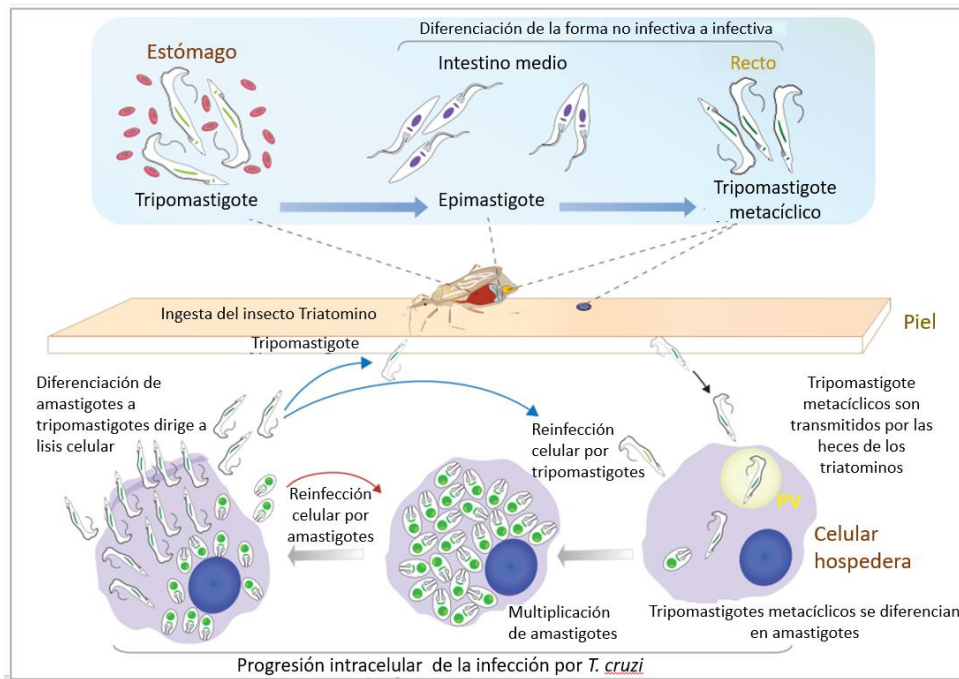 Diferenciación de la forma no infectiva a infectiva
Estómago
Intestino medio
Recto
Tripomastigote
Epimastigote
Tripomastigote
metacíclico
Ingesta del insecto Triatomino
Piel
Tripomastigote
Diferenciación de
amastigotes a
tripomastigotes dirige a
lisis celular
Reinfección
celular por
tripomastigotes
Tripomastigote
metacíclicos son
transmitidos por las
heces de los
triatominos
Reinfección
celular por
amastigotes
PV
Celular
hospedera
Multiplicación
de amastigotes
Tripomastigotes metacíclicos se diferencian
en amastigotes
Progresión intracelular de la infección por T. cruzi